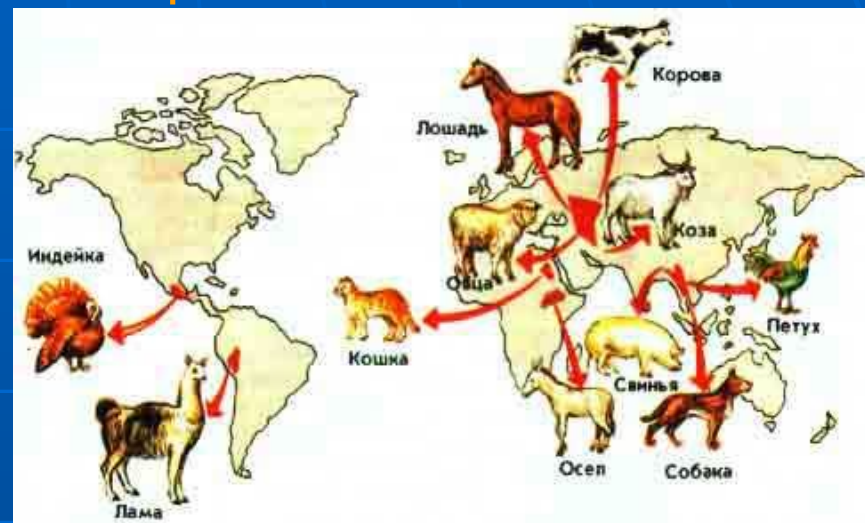 Корова
Лошадь
Коза
Овца
Индейка
Петух
Кошка
Свинья
Осел
Собака
Лама